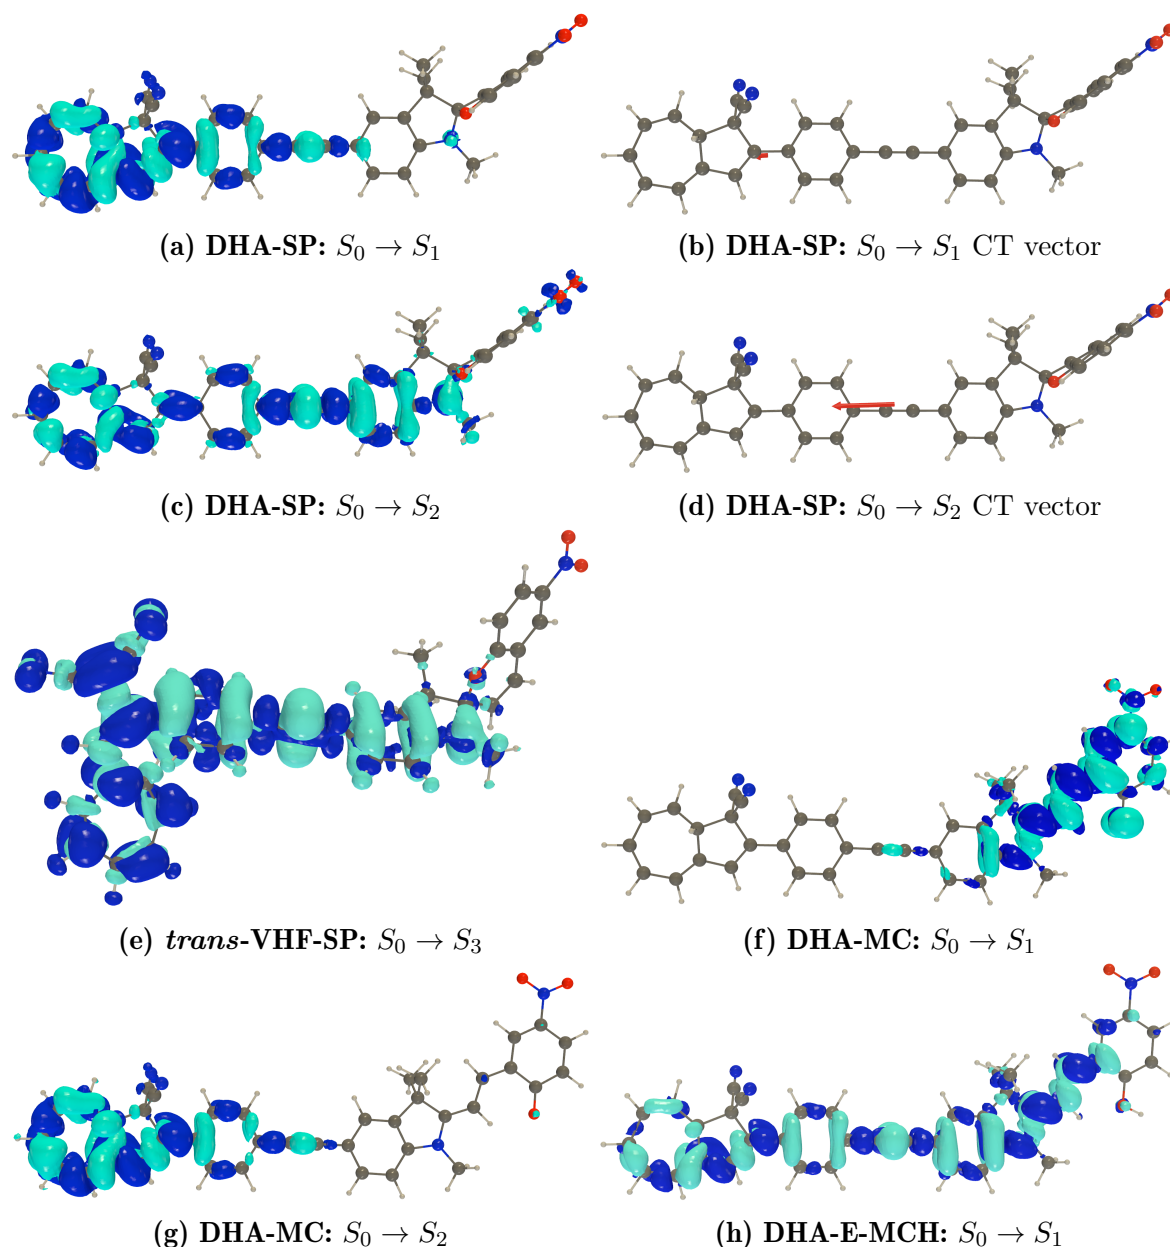 (a) DHA-SP: S₀ → S₁
(b) DHA-SP: S₀ → S₁ CT vector
(c) DHA-SP: S₀ → S₂
(d) DHA-SP: S₀ → S₂ CT vector
(e) trans-VHF-SP: S₀ → S₃
(f) DHA-MC: S₀ → S₁
(g) DHA-MC: S₀ → S₂
(h) DHA-E-MCH: S₀ → S₁